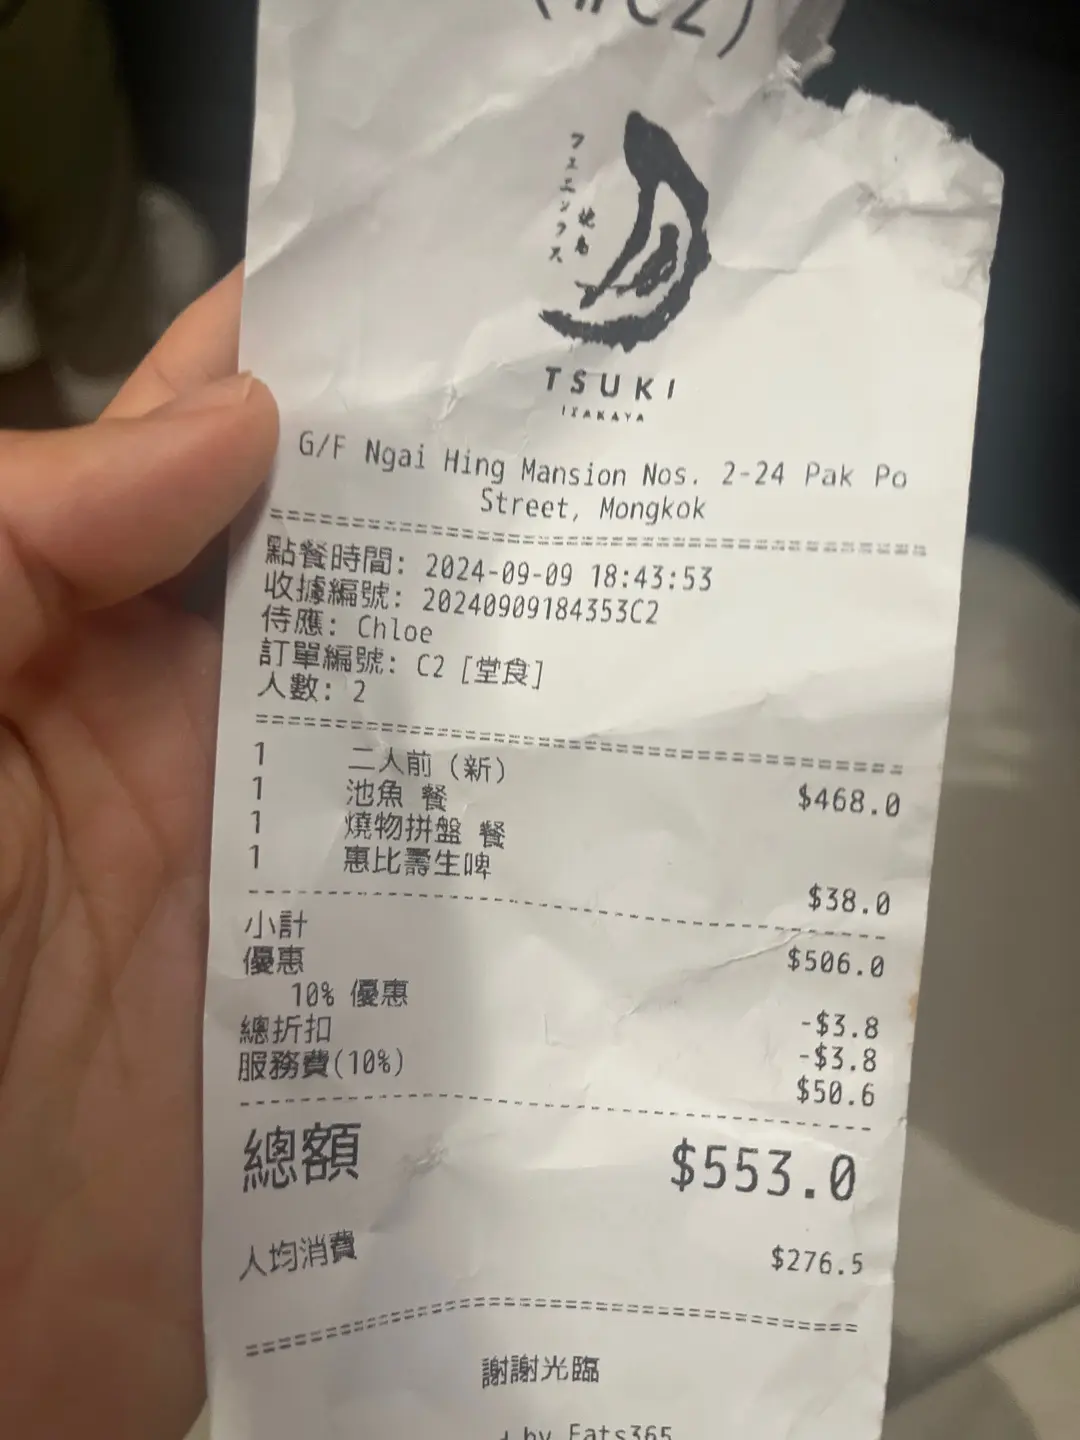 フェニックス
焼鳥
TSUKI
IZAKAYA
G/F Ngai Hing Mansion Nos. 2-24 Pak Po
Street, Mongkok
點餐時間: 2024-09-09 18:43:53
收據編號: 20240909184353C2
侍應: Chloe
訂單編號: C2 [堂食]
人數: 2
1 二人前 (新) $468.0
1 池魚 餐
1 燒物拼盤 餐
1 惠比壽生啤 $38.0
小計 $506.0
優惠
10% 優惠 -$3.8
總折扣 -$3.8
服務費(10%) $50.6
總額 $553.0
人均消費 $276.5
謝謝光臨
by Eats365